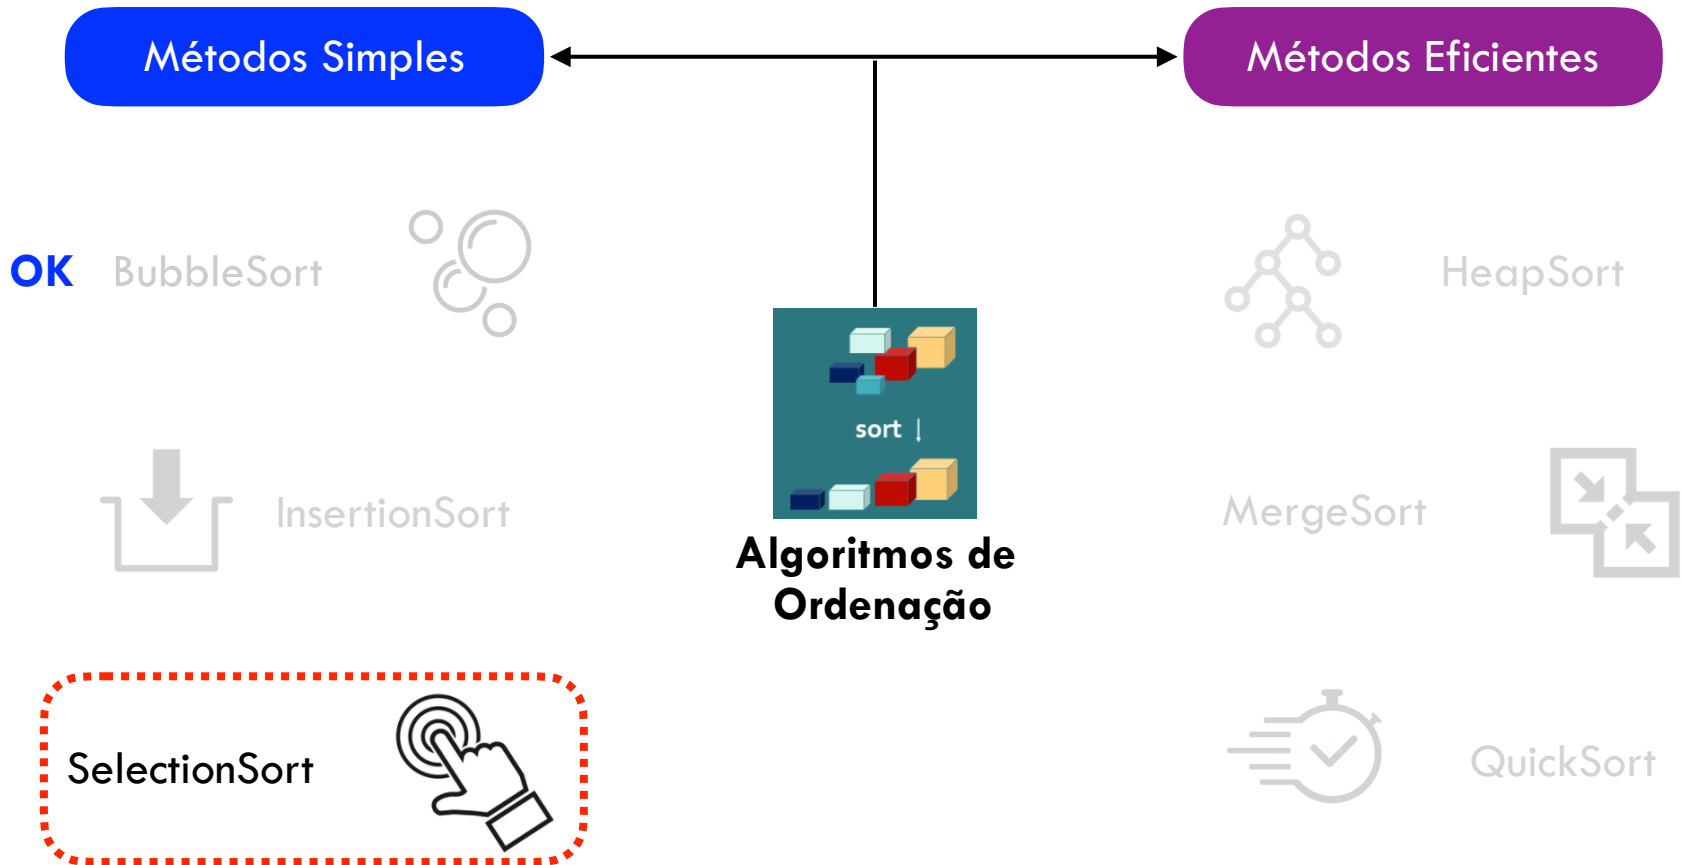 Métodos Simples
Métodos Eficientes
OK BubbleSort
HeapSort
sort ↓
InsertionSort
MergeSort
Algoritmos de
Ordenação
SelectionSort
QuickSort